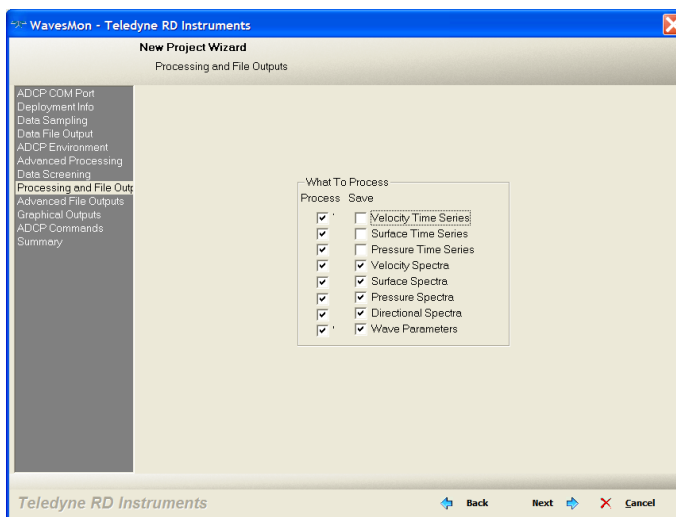 WavesMon - Teledyne RD Instruments
New Project Wizard
Processing and File Outputs
ADCP COM Port
Deployment Info
Data Sampling
Data File Output
ADCP Environment
Advanced Processing
Data Screening
Processing and File Outp
Advanced File Outputs
Graphical Outputs
ADCP Commands
Summary
What To Process
Process Save
Velocity Time Series
Surface Time Series
Pressure Time Series
Velocity Spectra
Surface Spectra
Pressure Spectra
Directional Spectra
Wave Parameters
Teledyne RD Instruments
Back Next Cancel